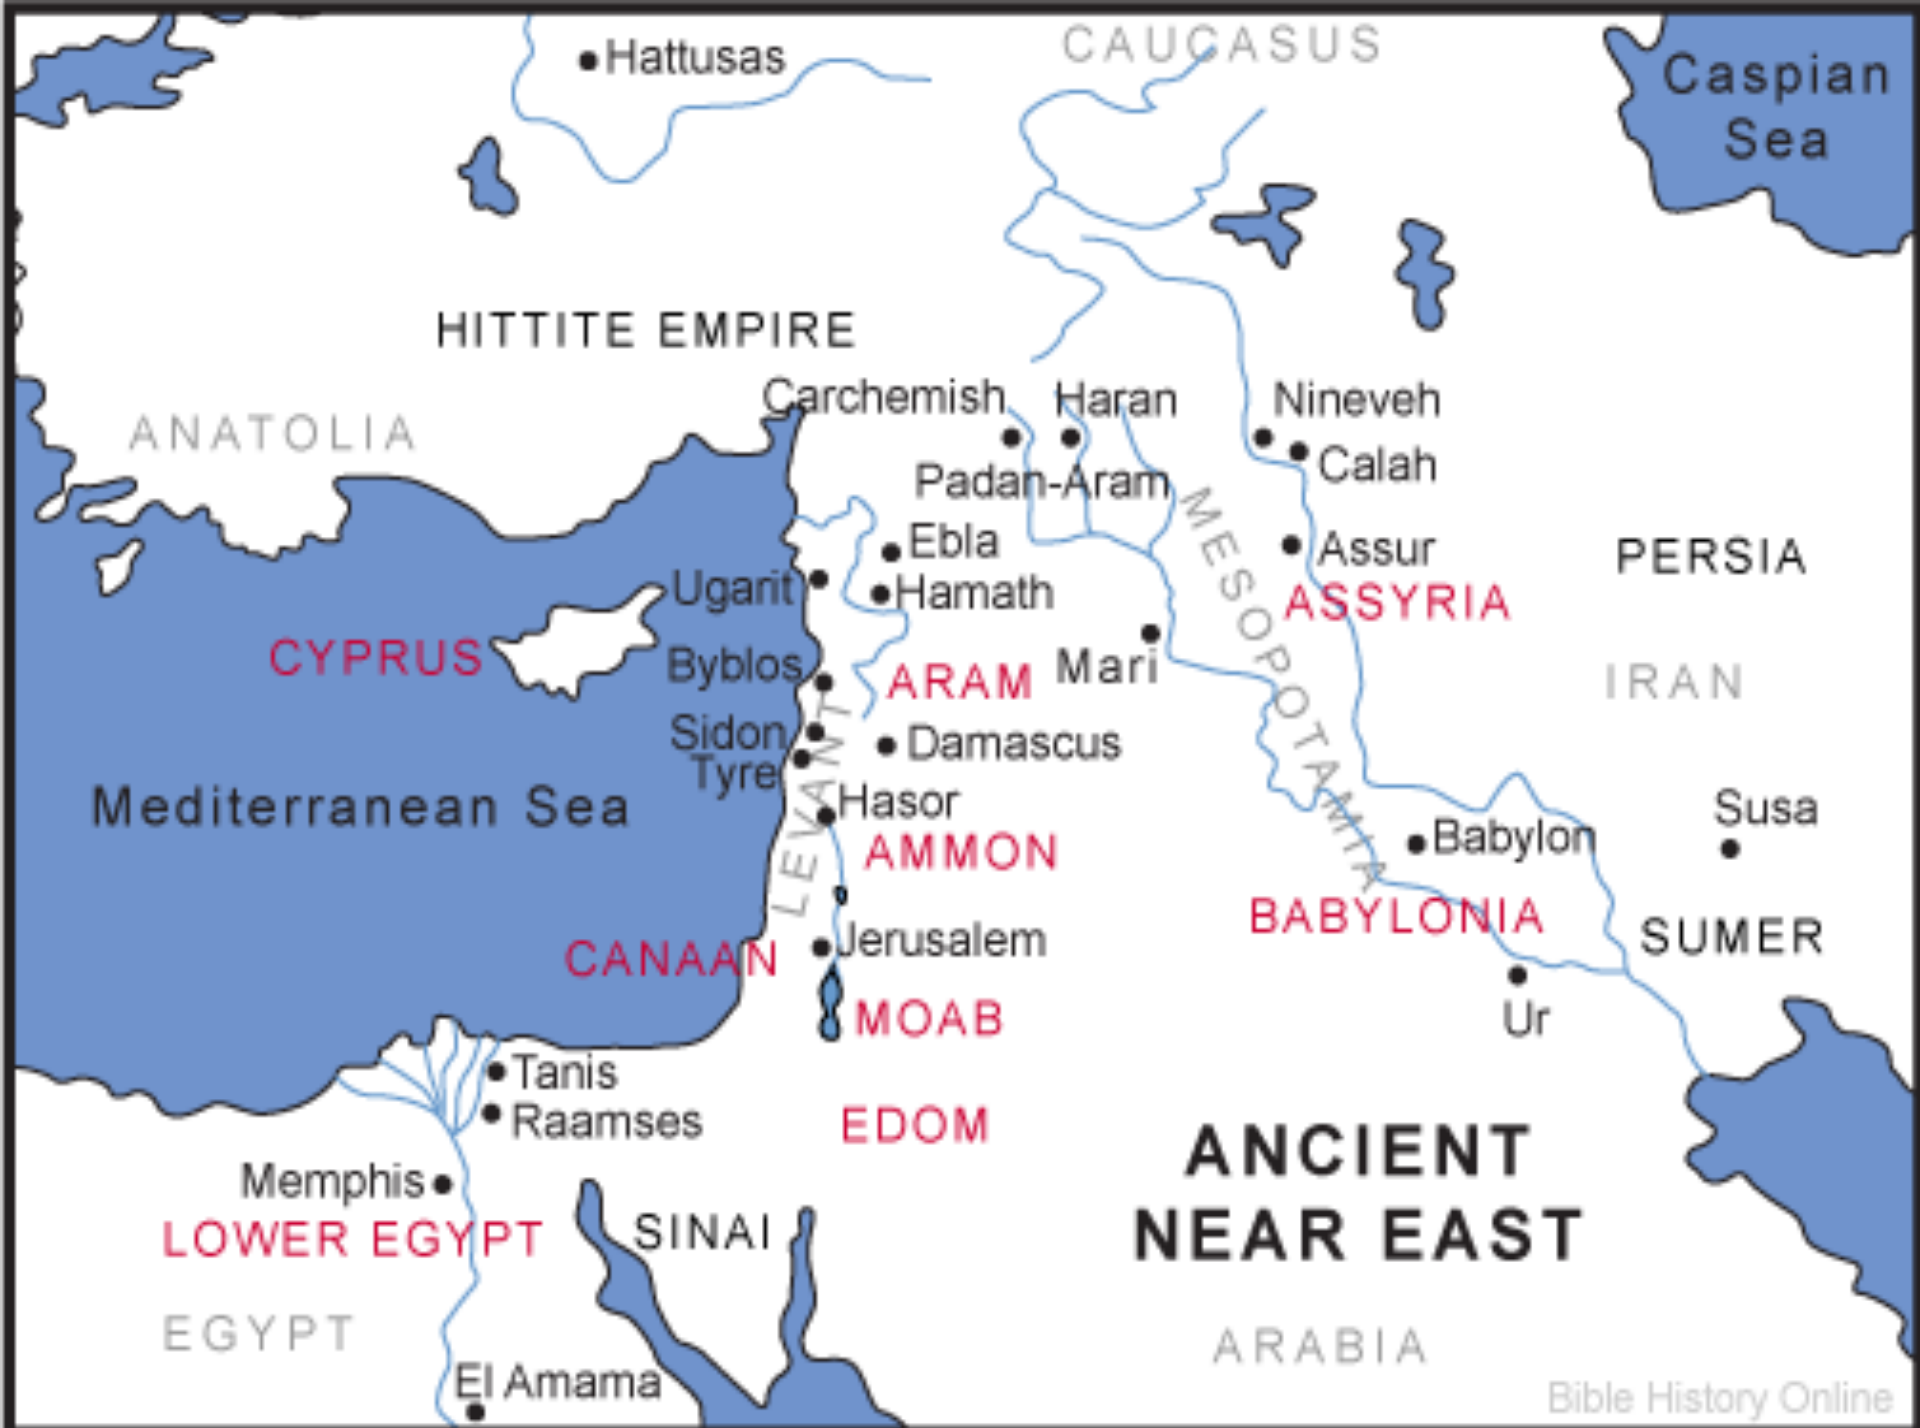 Hattusas
CAUCASUS
Caspian
Sea
HITTITE EMPIRE
ANATOLIA
Carchemish
Haran
Nineveh
Calah
Padan-Aram
MESOPOTAMIA
Ebla
Assur
PERSIA
Ugarit
Hamath
ASSYRIA
CYPRUS
Byblos
ARAM
Mari
IRAN
Sidon
Damascus
Tyre
LEVANT
Mediterranean Sea
Hasor
Susa
AMMON
Babylon
BABYLONIA
CANAAN
Jerusalem
SUMER
MOAB
Ur
Tanis
Raamses
EDOM
ANCIENT
NEAR EAST
Memphis
LOWER EGYPT
SINAI
EGYPT
ARABIA
El Amama
Bible History Online